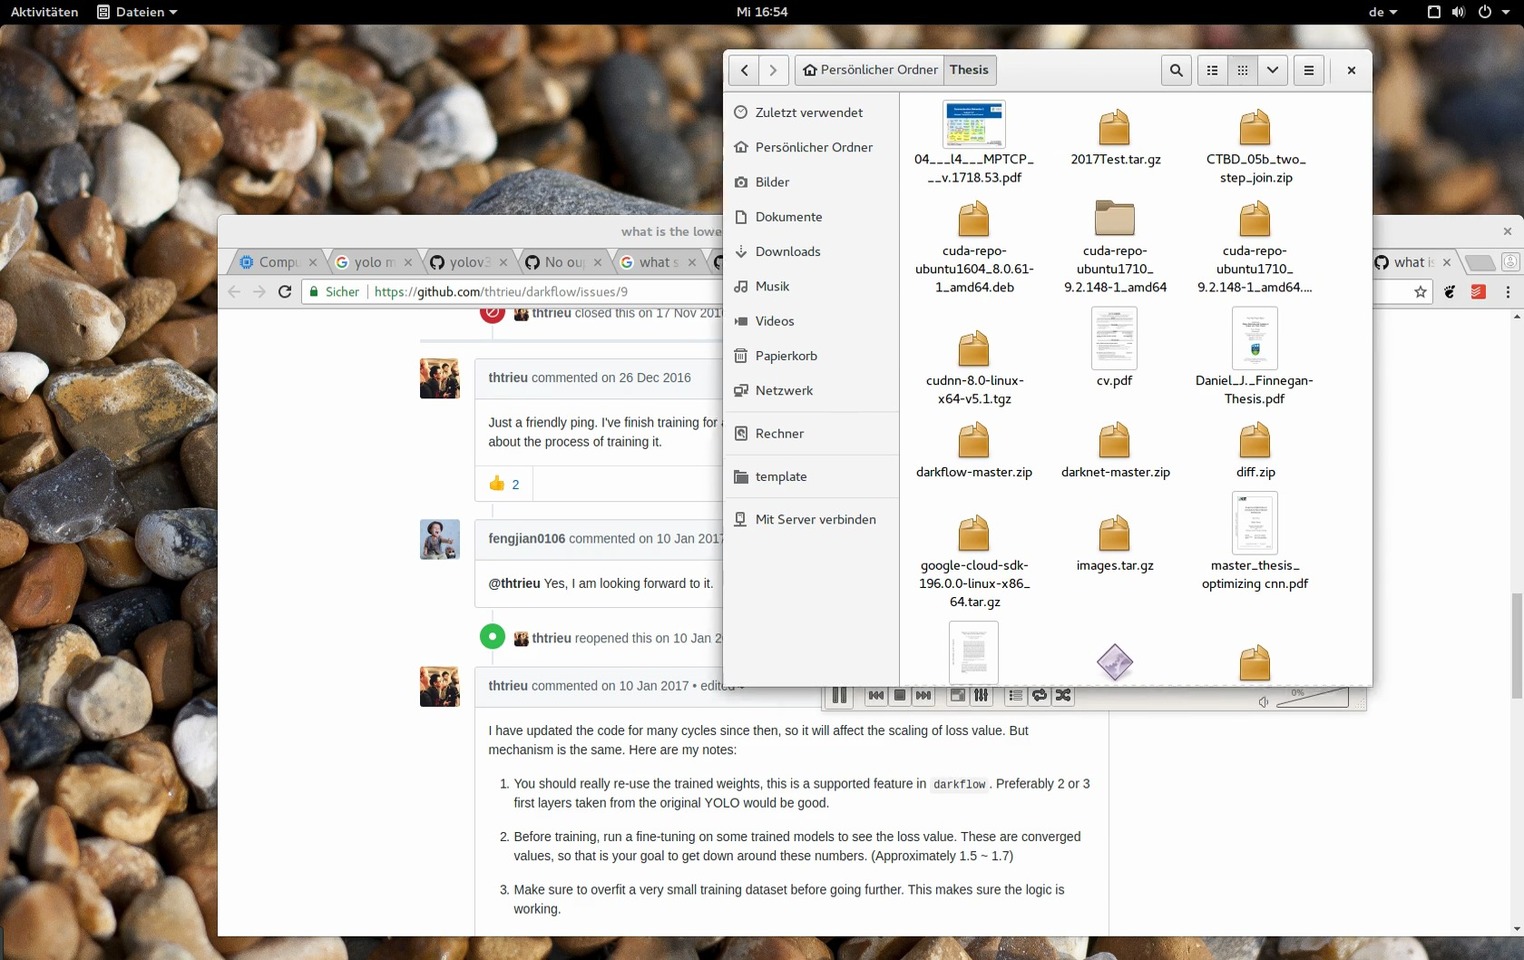 Aktivitäten
Dateien
Mi 16:54
de
Persönlicher Ordner
Thesis
Zuletzt verwendet
Persönlicher Ordner
Bilder
Dokumente
Downloads
Musik
Videos
Papierkorb
Netzwerk
Rechner
template
Mit Server verbinden
04___l4___MPTCP_
__v.1718.53.pdf
2017Test.tar.gz
CTBD_05b_two_
step_join.zip
cuda-repo-
ubuntu1604_8.0.61-
1_amd64.deb
cuda-repo-
ubuntu1710_
9.2.148-1_amd64
cuda-repo-
ubuntu1710_
9.2.148-1_amd64....
cudnn-8.0-linux-
x64-v5.1.tgz
cv.pdf
Daniel_J._Finnegan-
Thesis.pdf
darkflow-master.zip
darknet-master.zip
diff.zip
google-cloud-sdk-
196.0.0-linux-x86_
64.tar.gz
images.tar.gz
master_thesis_
optimizing cnn.pdf
0%
what is the lowe
Compu
yolo m
yolov3
No oup
what s
what is
Sicher
https://github.com/thtrieu/darkflow/issues/9
thtrieu closed this on 17 Nov 201
thtrieu commented on 26 Dec 2016
Just a friendly ping. I've finish training for
about the process of training it.
2
fengjian0106 commented on 10 Jan 2017
@thtrieu Yes, I am looking forward to it.
thtrieu reopened this on 10 Jan 2
thtrieu commented on 10 Jan 2017 • edited
I have updated the code for many cycles since then, so it will affect the scaling of loss value. But
mechanism is the same. Here are my notes:
1. You should really re-use the trained weights, this is a supported feature in darkflow . Preferably 2 or 3
first layers taken from the original YOLO would be good.
2. Before training, run a fine-tuning on some trained models to see the loss value. These are converged
values, so that is your goal to get down around these numbers. (Approximately 1.5 ~ 1.7)
3. Make sure to overfit a very small training dataset before going further. This makes sure the logic is
working.